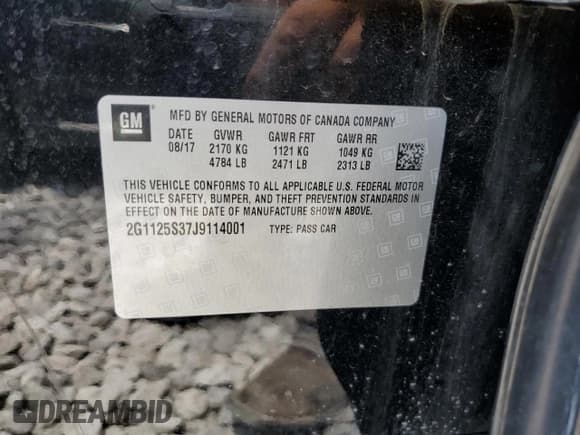 GM
MFD BY GENERAL MOTORS OF CANADA COMPANY
DATE GVWR GAWR FRT GAWR RR
08/17 2170 KG 1121 KG 1049 KG
4784 LB 2471 LB 2313 LB
THIS VEHICLE CONFORMS TO ALL APPLICABLE U.S. FEDERAL MOTOR
VEHICLE SAFETY, BUMPER, AND THEFT PREVENTION STANDARDS
IN EFFECT ON THE DATE OF MANUFACTURE SHOWN ABOVE.
2G1125S37J9114001 TYPE: PASS CAR
DREAMBID